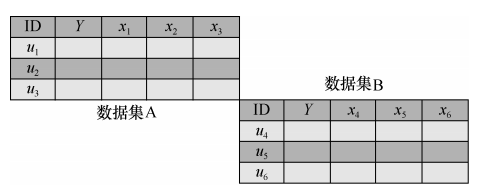 ID Y x₁ x₂ x₃
u₁
u₂
u₃
数据集A
数据集B
ID Y x₄ x₅ x₆
u₄
u₅
u₆